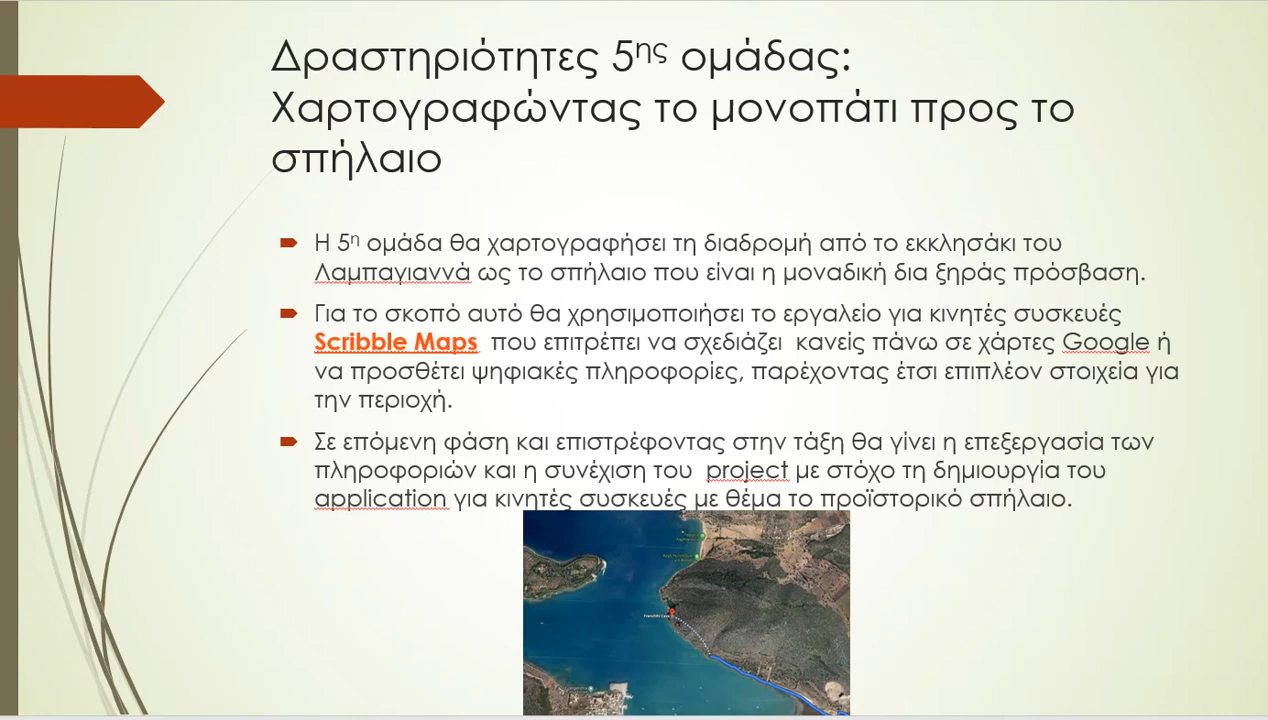 Δραστηριότητες 5ης ομάδας:
Χαρτογραφώντας το μονοπάτι προς το
σπήλαιο
Η 5η ομάδα θα χαρτογραφήσει τη διαδρομή από το εκκλησάκι του
Λαμπαγιαννά ως το σπήλαιο που είναι η μοναδική δια ξηράς πρόσβαση.
Για το σκοπό αυτό θα χρησιμοποιήσει το εργαλείο για κινητές συσκευές
Scribble Maps που επιτρέπει να σχεδιάζει κανείς πάνω σε χάρτες Google ή
να προσθέτει ψηφιακές πληροφορίες, παρέχοντας έτσι επιπλέον στοιχεία για
την περιοχή.
Σε επόμενη φάση και επιστρέφοντας στην τάξη θα γίνει η επεξεργασία των
πληροφοριών και η συνέχιση του project με στόχο τη δημιουργία του
application για κινητές συσκευές με θέμα το προϊστορικό σπήλαιο.